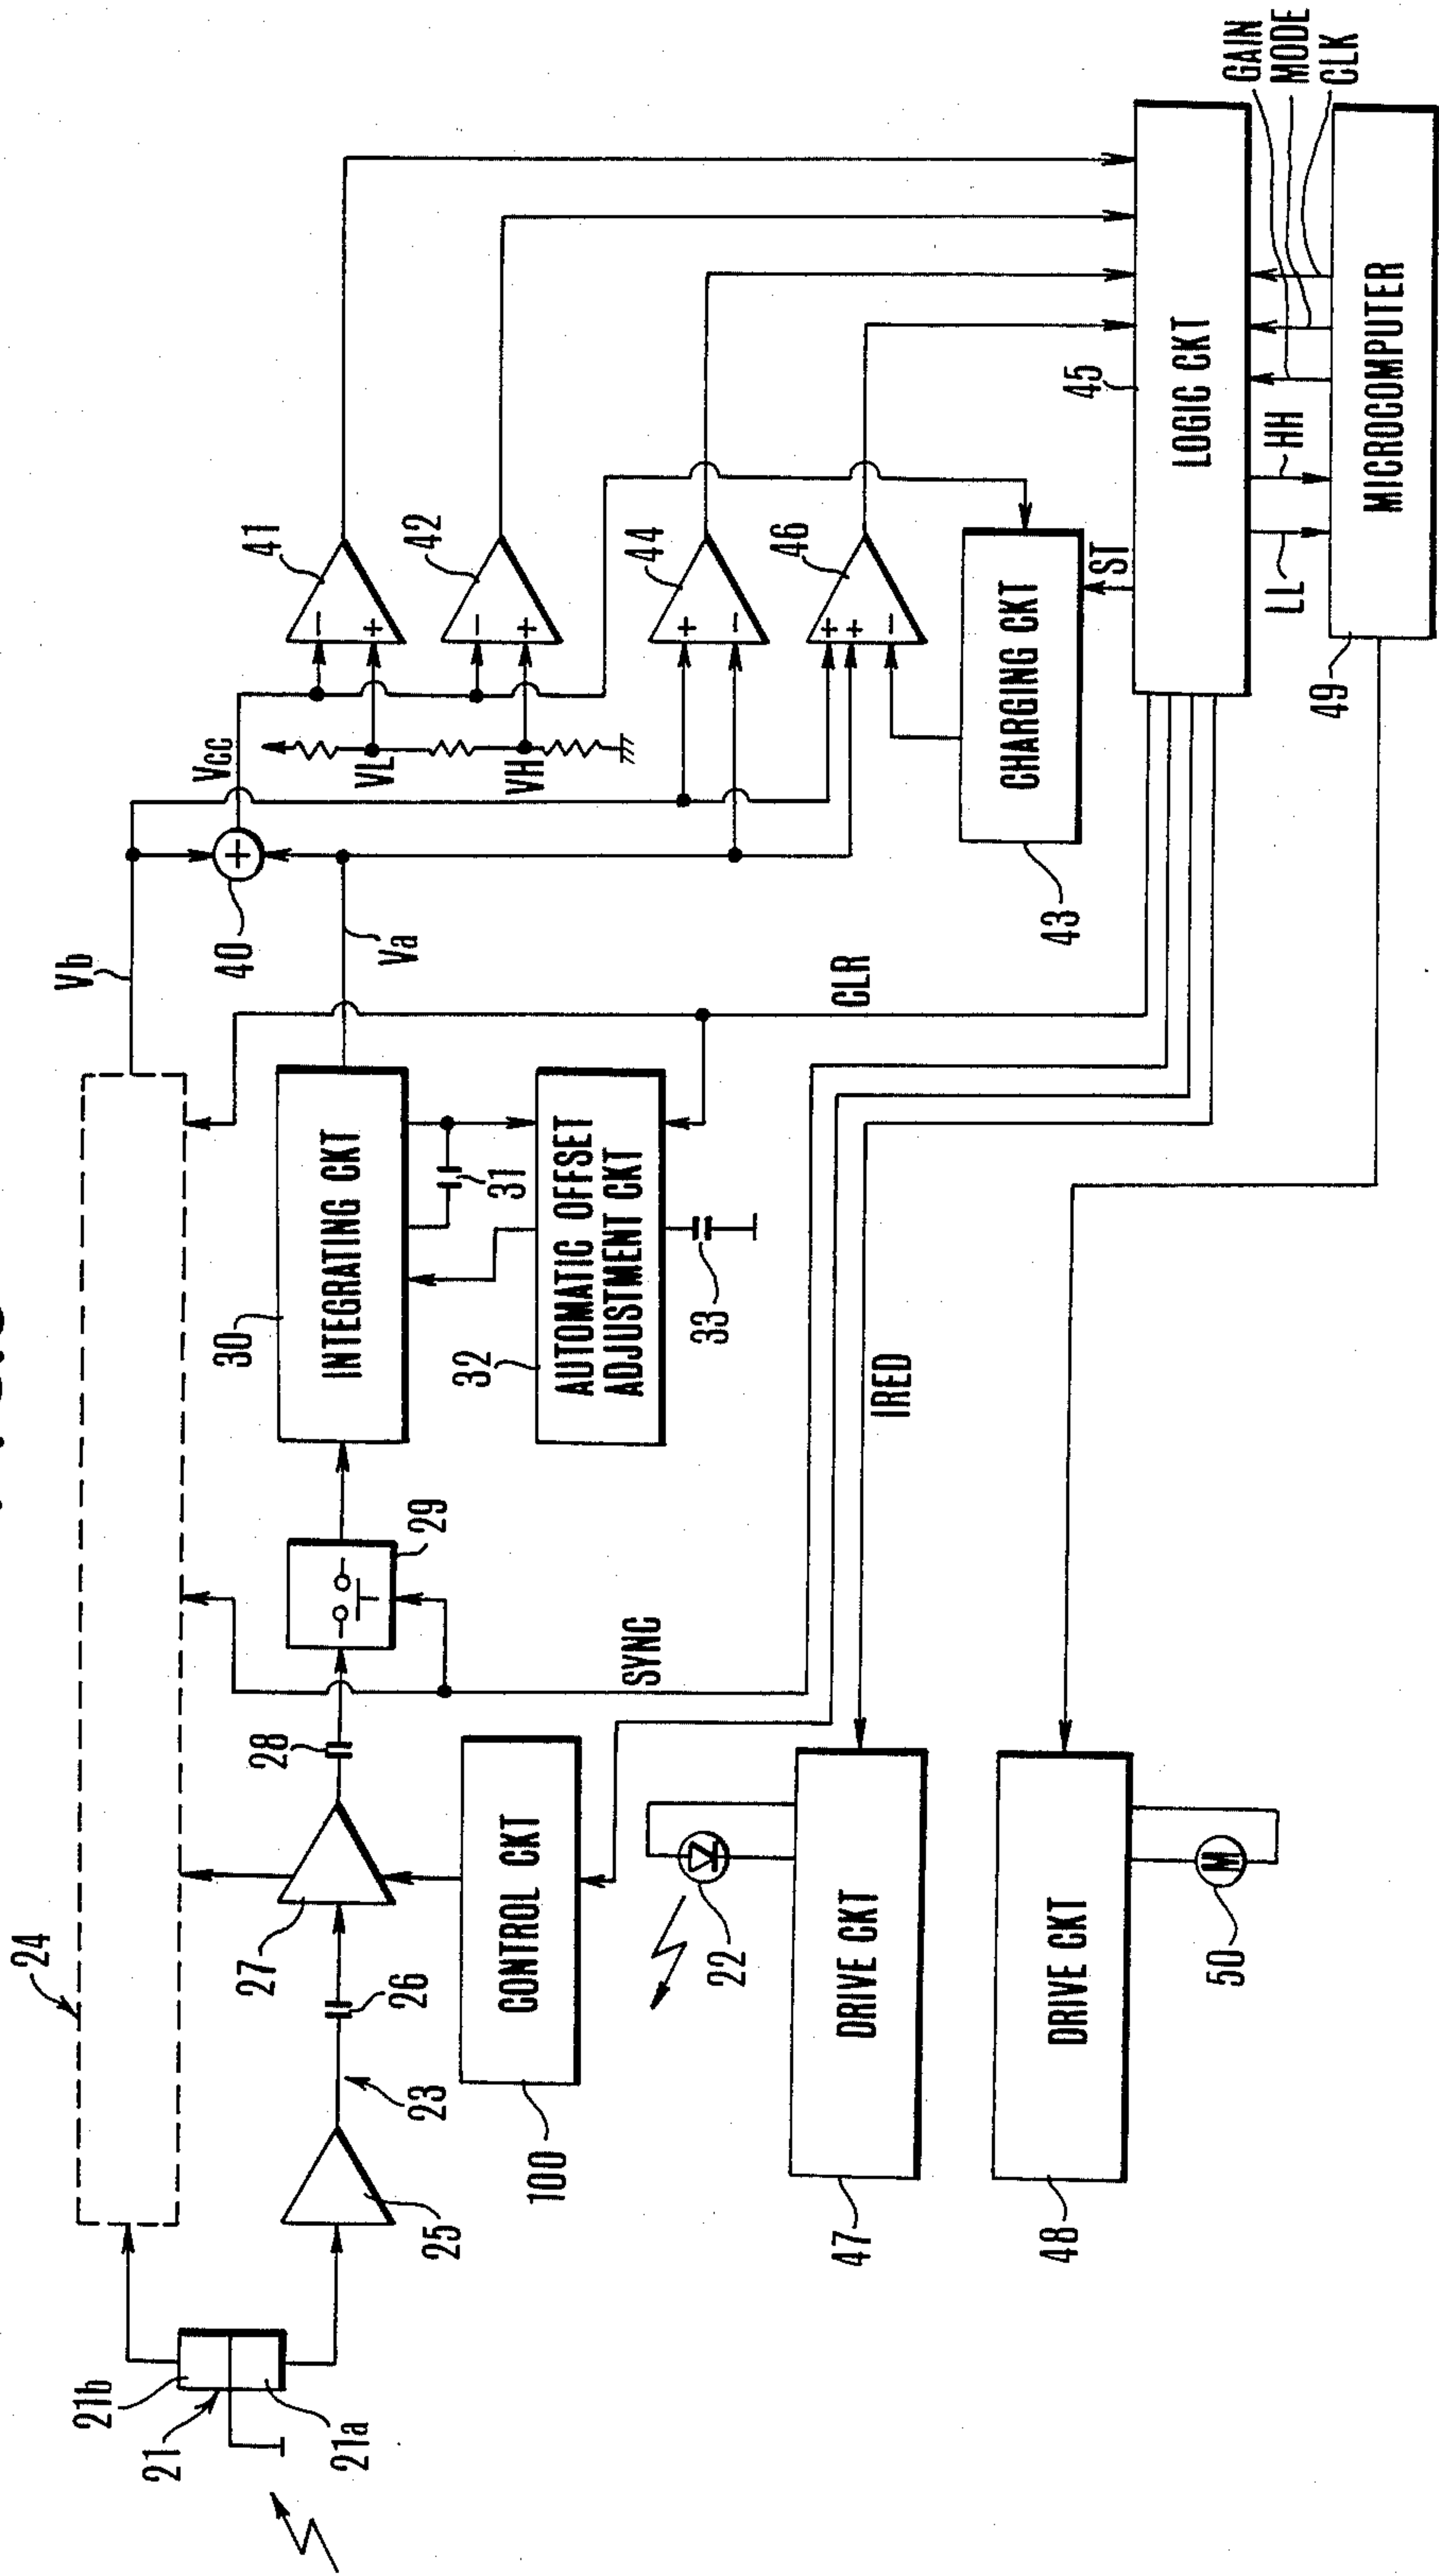 24
Vb
VCC
40
Va
21b
21
21a
25
23
26
27
28
29
30
INTEGRATING CKT
31
32
AUTOMATIC OFFSET
ADJUSTMENT CKT
33
100
CONTROL CKT
SYNC
CLR
IRED
22
47
DRIVE CKT
48
DRIVE CKT
50
M
VL
VH
41
- +
42
- +
44
+ -
46
+ + -
43
CHARGING CKT
ST
45
LOGIC CKT
LL
HH
GAIN
MODE
CLK
49
MICROCOMPUTER